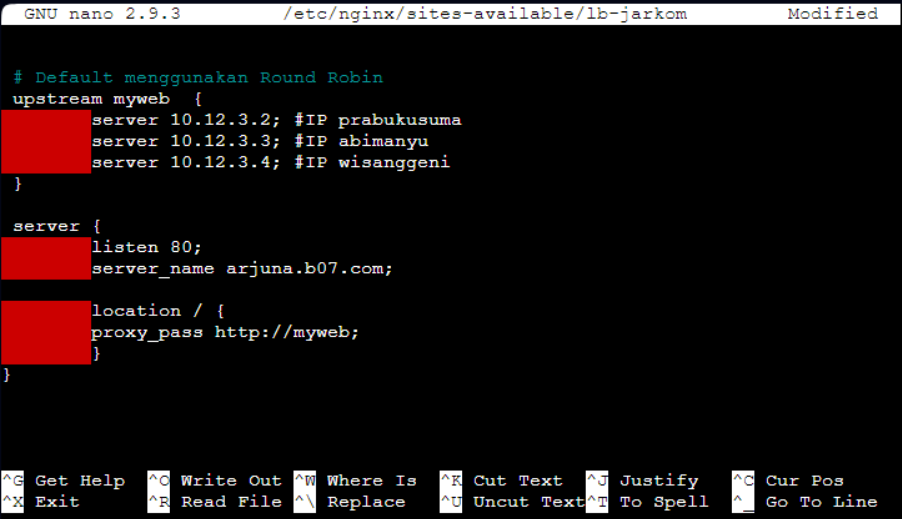 GNU nano 2.9.3 /etc/nginx/sites-available/lb-jarkom Modified
# Default menggunakan Round Robin
upstream myweb {
server 10.12.3.2; #IP prabukusuma
server 10.12.3.3; #IP abimanyu
server 10.12.3.4; #IP wisanggeni
}
server {
listen 80;
server_name arjuna.b07.com;
location / {
proxy_pass http://myweb;
}
}
^G Get Help ^O Write Out ^W Where Is ^K Cut Text ^J Justify ^C Cur Pos
^X Exit ^R Read File ^\ Replace ^U Uncut Text ^T To Spell ^_ Go To Line